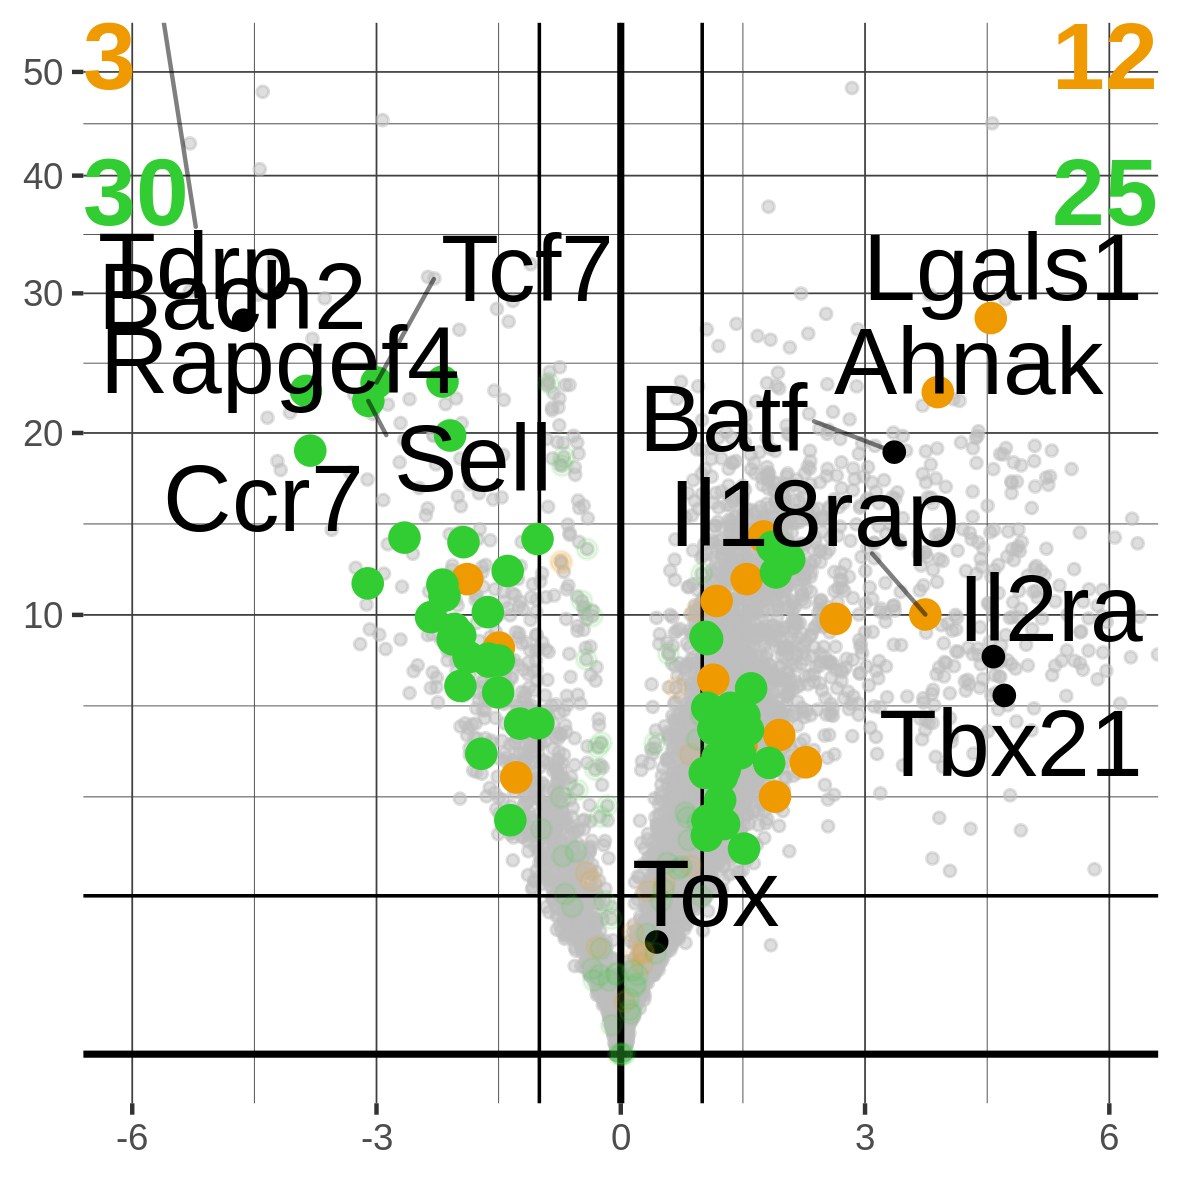 3
12
50
40
30
25
30
20
10
Tdrp
Bach2
Rapgef4
Tcf7
Lgals1
Ahnak
Batf
Sell
Ccr7
Il18rap
Il2ra
Tbx21
Tox
-6
-3
0
3
6